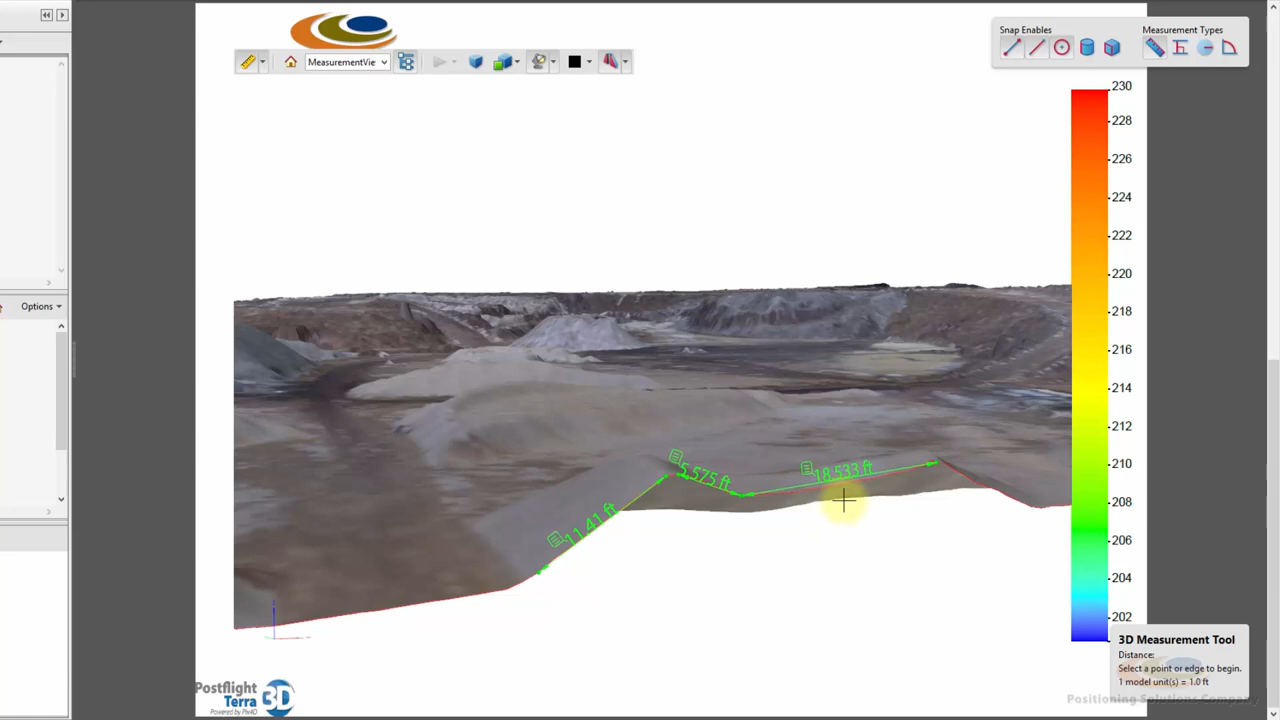 Snap Enables
Measurement Types
MeasurementVie
230
228
226
224
222
220
218
216
214
212
210
208
206
204
202
Options
5.575 ft
18.533 ft
11.41 ft
3D Measurement Tool
Distance:
Select a point or edge to begin.
1 model unit(s) = 1.0 ft
Postflight
Terra 3D
Powered by Pix4D
Positioning Solutions Company